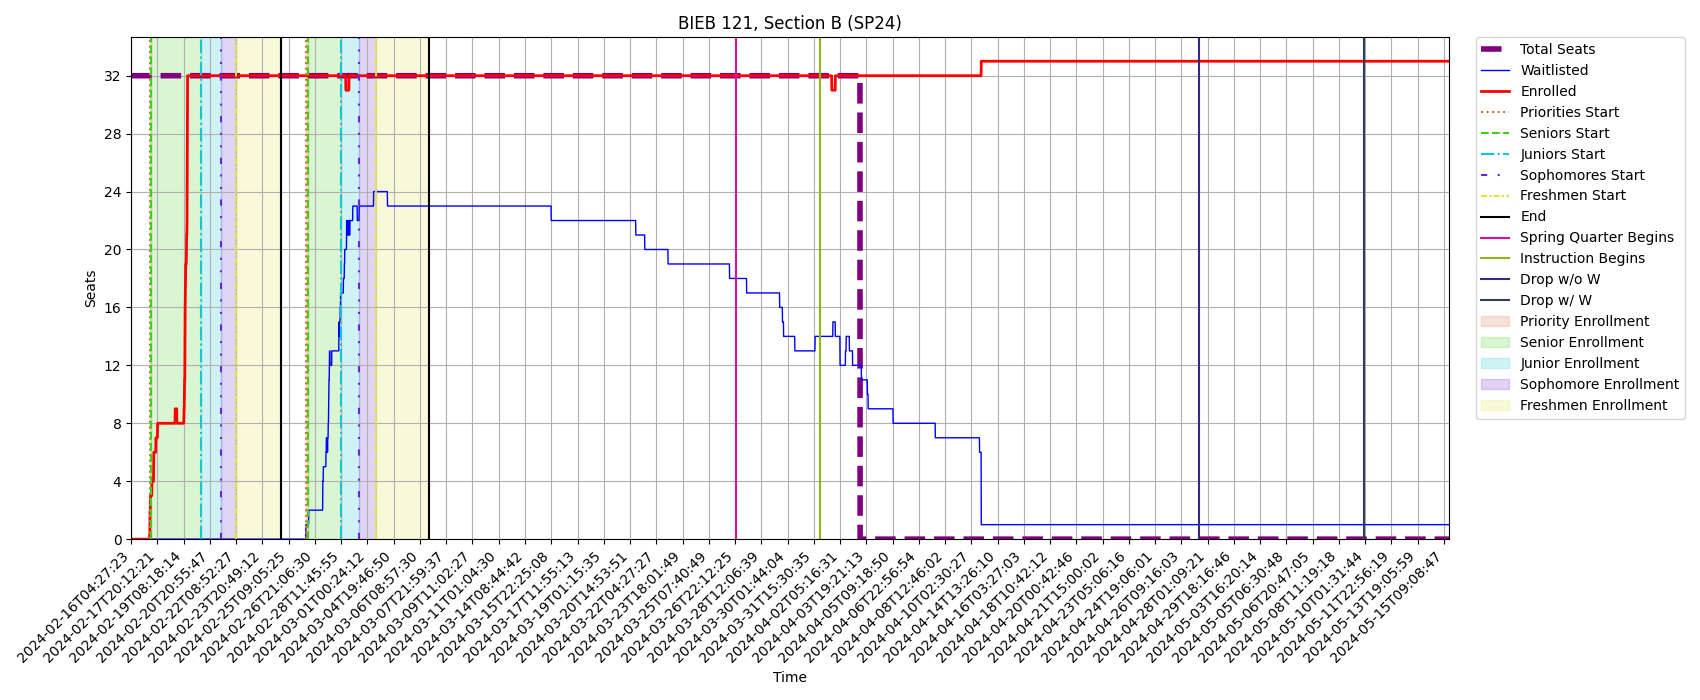 BIEB 121, Section B (SP24)
Seats
32
28
24
20
16
12
8
4
0
2024-02-16T04:27:23
2024-02-17T20:12:21
2024-02-19T08:18:14
2024-02-20T20:55:47
2024-02-22T08:52:27
2024-02-23T20:49:12
2024-02-25T09:05:25
2024-02-26T21:06:30
2024-02-28T11:45:55
2024-03-01T00:24:12
2024-03-04T19:46:50
2024-03-06T08:57:30
2024-03-07T21:59:37
2024-03-09T11:02:27
2024-03-11T01:04:30
2024-03-14T08:44:42
2024-03-15T22:25:08
2024-03-17T11:55:13
2024-03-19T01:15:35
2024-03-20T14:53:51
2024-03-22T04:27:27
2024-03-23T18:01:49
2024-03-25T07:40:49
2024-03-26T22:12:25
2024-03-28T12:06:39
2024-03-30T01:44:04
2024-03-31T15:30:35
2024-04-02T05:16:31
2024-04-03T19:21:13
2024-04-05T09:18:50
2024-04-06T22:56:54
2024-04-08T12:46:02
2024-04-10T02:30:27
2024-04-14T13:26:10
2024-04-16T03:27:03
2024-04-18T10:42:12
2024-04-20T00:42:46
2024-04-21T15:00:02
2024-04-23T05:06:16
2024-04-24T19:06:01
2024-04-26T09:16:03
2024-04-28T01:09:21
2024-04-29T18:16:46
2024-05-03T16:20:14
2024-05-05T06:30:48
2024-05-06T20:47:05
2024-05-08T11:19:18
2024-05-10T01:31:44
2024-05-11T22:56:19
2024-05-13T19:05:59
2024-05-15T09:08:47
Time
Total Seats
Waitlisted
Enrolled
Priorities Start
Seniors Start
Juniors Start
Sophomores Start
Freshmen Start
End
Spring Quarter Begins
Instruction Begins
Drop w/o W
Drop w/ W
Priority Enrollment
Senior Enrollment
Junior Enrollment
Sophomore Enrollment
Freshmen Enrollment